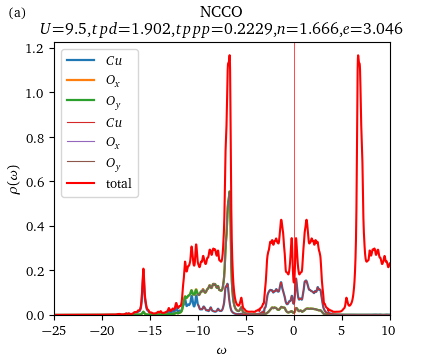 (a)
NCCO
U=9.5,tpd=1.902,tppp=0.2229,n=1.666,e=3.046
1.2
1.0
0.8
0.6
0.4
0.2
0.0
ρ(ω)
Cu
Oₓ
O_y
Cu
Oₓ
O_y
total
−25 −20 −15 −10 −5 0 5 10
ω